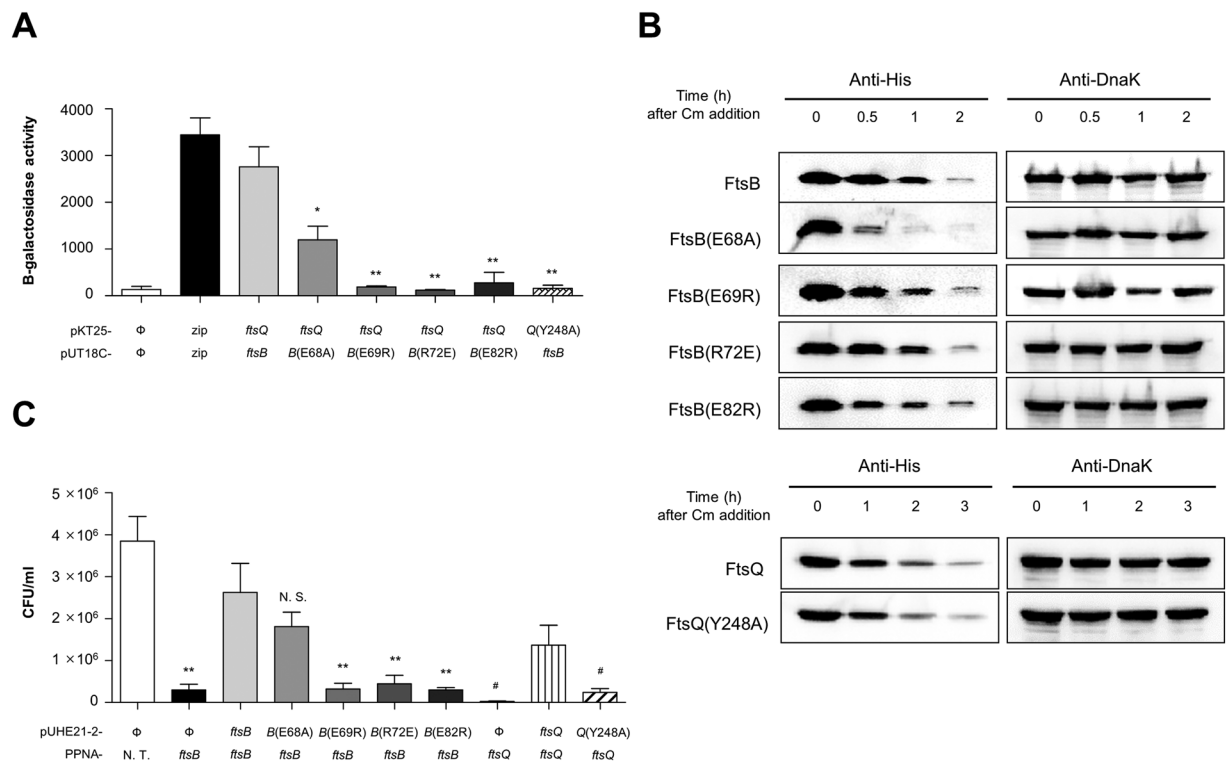 A
4000
3000
2000
1000
0
B-galactosidase activity
*
**
**
**
**
pKT25- Φ zip ftsQ ftsQ ftsQ ftsQ ftsQ Q(Y248A)
pUT18C- Φ zip ftsB B(E68A) B(E69R) B(R72E) B(E82R) ftsB
B
Anti-His Anti-DnaK
Time (h)
after Cm addition
0 0.5 1 2 0 0.5 1 2
FtsB
FtsB(E68A)
FtsB(E69R)
FtsB(R72E)
FtsB(E82R)
Anti-His Anti-DnaK
Time (h)
after Cm addition
0 1 2 3 0 1 2 3
FtsQ
FtsQ(Y248A)
C
5 × 10⁶
4 × 10⁶
3 × 10⁶
2 × 10⁶
1 × 10⁶
0
CFU/ml
**
N. S.
**
**
**
#
#
pUHE21-2- Φ Φ ftsB B(E68A) B(E69R) B(R72E) B(E82R) Φ ftsQ Q(Y248A)
PPNA- N. T. ftsB ftsB ftsB ftsB ftsB ftsB ftsQ ftsQ ftsQ